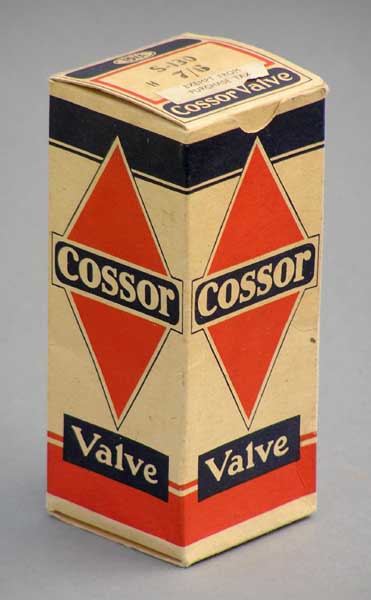 S.130
H 7/6
EXEMPT FROM
PURCHASE TAX
Cossor Valve
COSSOR
Valve
COSSOR
Valve